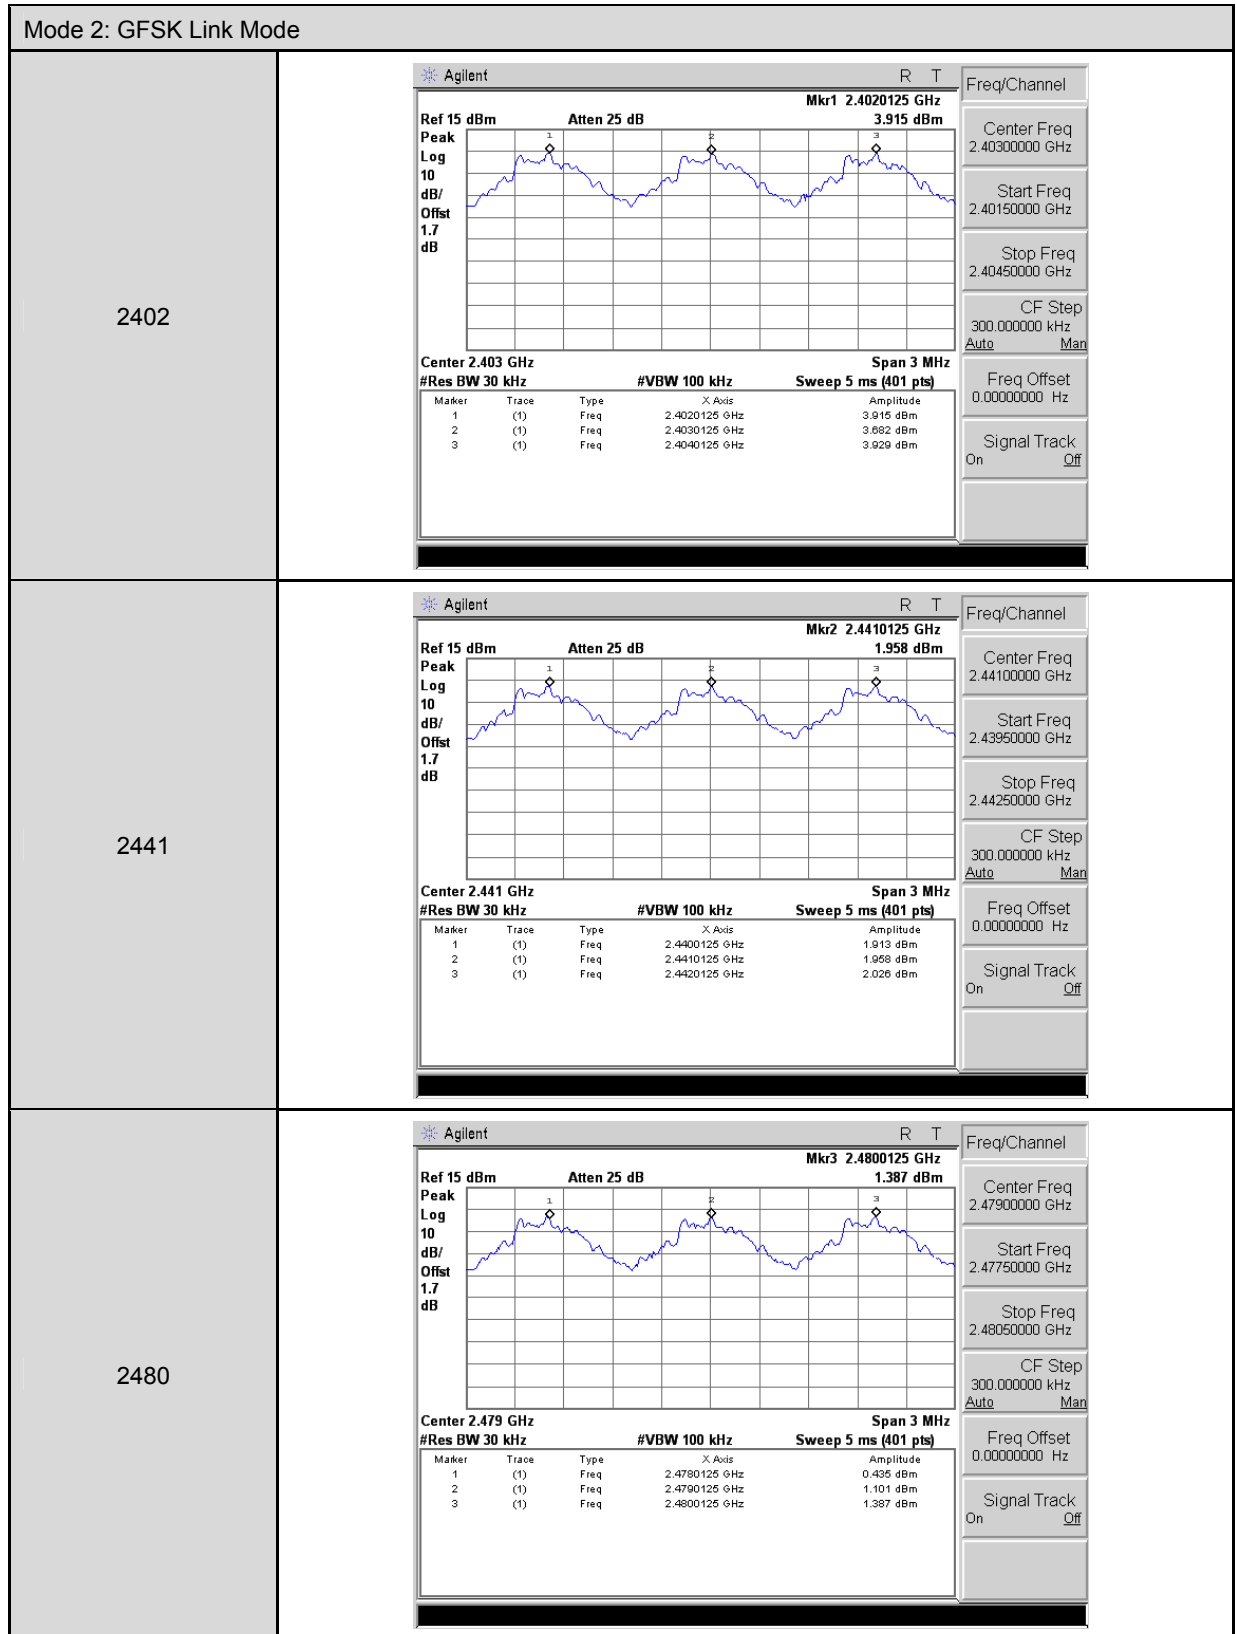 Mode 2: GFSK Link Mode
2402
Agilent R T
Mkr1 2.4020125 GHz
Ref 15 dBm Atten 25 dB 3.915 dBm
Peak
Log
10
dB/
Offst
1.7
dB
1 2 3
Center 2.403 GHz Span 3 MHz
#Res BW 30 kHz #VBW 100 kHz Sweep 5 ms (401 pts)
Marker Trace Type X Axis Amplitude
1 (1) Freq 2.4020125 GHz 3.915 dBm
2 (1) Freq 2.4030125 GHz 3.682 dBm
3 (1) Freq 2.4040125 GHz 3.929 dBm
Freq/Channel
Center Freq
2.40300000 GHz
Start Freq
2.40150000 GHz
Stop Freq
2.40450000 GHz
CF Step
300.000000 kHz
Auto Man
Freq Offset
0.00000000 Hz
Signal Track
On Off
2441
Agilent R T
Mkr2 2.4410125 GHz
Ref 15 dBm Atten 25 dB 1.958 dBm
Peak
Log
10
dB/
Offst
1.7
dB
1 2 3
Center 2.441 GHz Span 3 MHz
#Res BW 30 kHz #VBW 100 kHz Sweep 5 ms (401 pts)
Marker Trace Type X Axis Amplitude
1 (1) Freq 2.4400125 GHz 1.913 dBm
2 (1) Freq 2.4410125 GHz 1.958 dBm
3 (1) Freq 2.4420125 GHz 2.026 dBm
Freq/Channel
Center Freq
2.44100000 GHz
Start Freq
2.43950000 GHz
Stop Freq
2.44250000 GHz
CF Step
300.000000 kHz
Auto Man
Freq Offset
0.00000000 Hz
Signal Track
On Off
2480
Agilent R T
Mkr3 2.4800125 GHz
Ref 15 dBm Atten 25 dB 1.387 dBm
Peak
Log
10
dB/
Offst
1.7
dB
1 2 3
Center 2.479 GHz Span 3 MHz
#Res BW 30 kHz #VBW 100 kHz Sweep 5 ms (401 pts)
Marker Trace Type X Axis Amplitude
1 (1) Freq 2.4780125 GHz 0.435 dBm
2 (1) Freq 2.4790125 GHz 1.101 dBm
3 (1) Freq 2.4800125 GHz 1.387 dBm
Freq/Channel
Center Freq
2.47900000 GHz
Start Freq
2.47750000 GHz
Stop Freq
2.48050000 GHz
CF Step
300.000000 kHz
Auto Man
Freq Offset
0.00000000 Hz
Signal Track
On Off